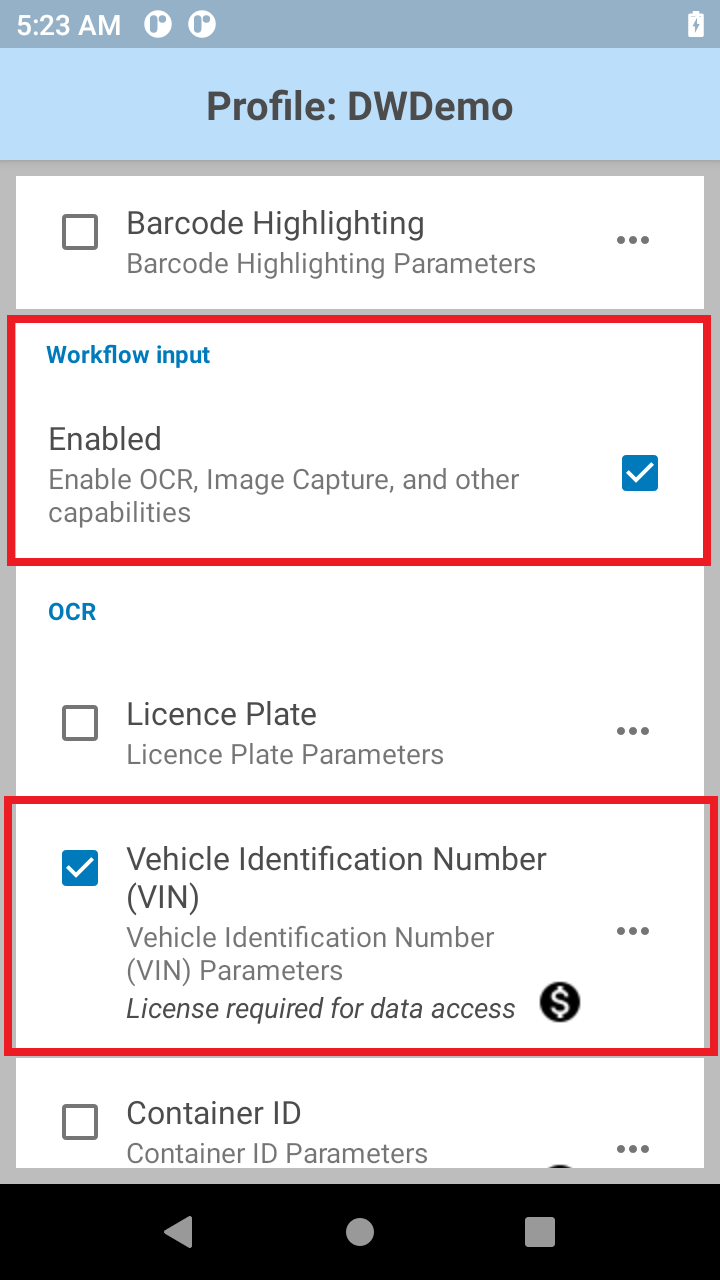 5:23 AM
Profile: DWDemo
Barcode Highlighting
Barcode Highlighting Parameters
Workflow input
Enabled
Enable OCR, Image Capture, and other
capabilities
OCR
Licence Plate
Licence Plate Parameters
Vehicle Identification Number
(VIN)
Vehicle Identification Number
(VIN) Parameters
License required for data access
$
Container ID
Container ID Parameters